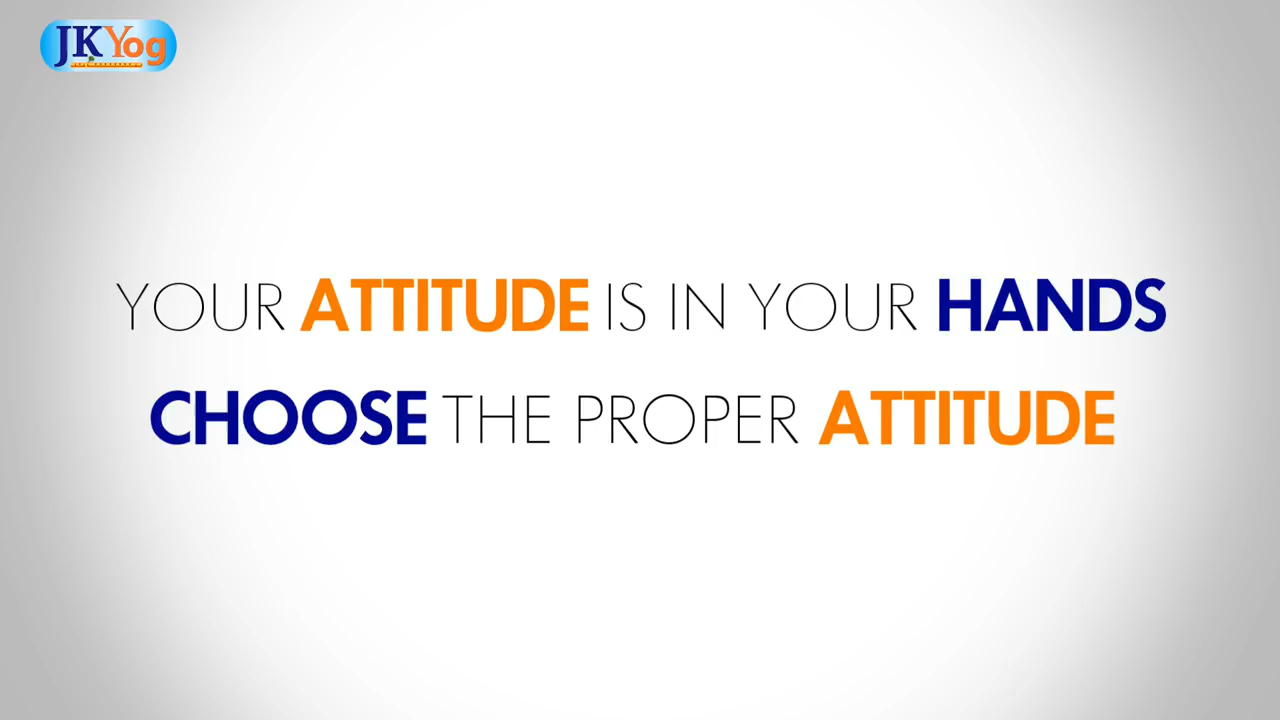 JKYog
YOUR ATTITUDE IS IN YOUR HANDS
CHOOSE THE PROPER ATTITUDE